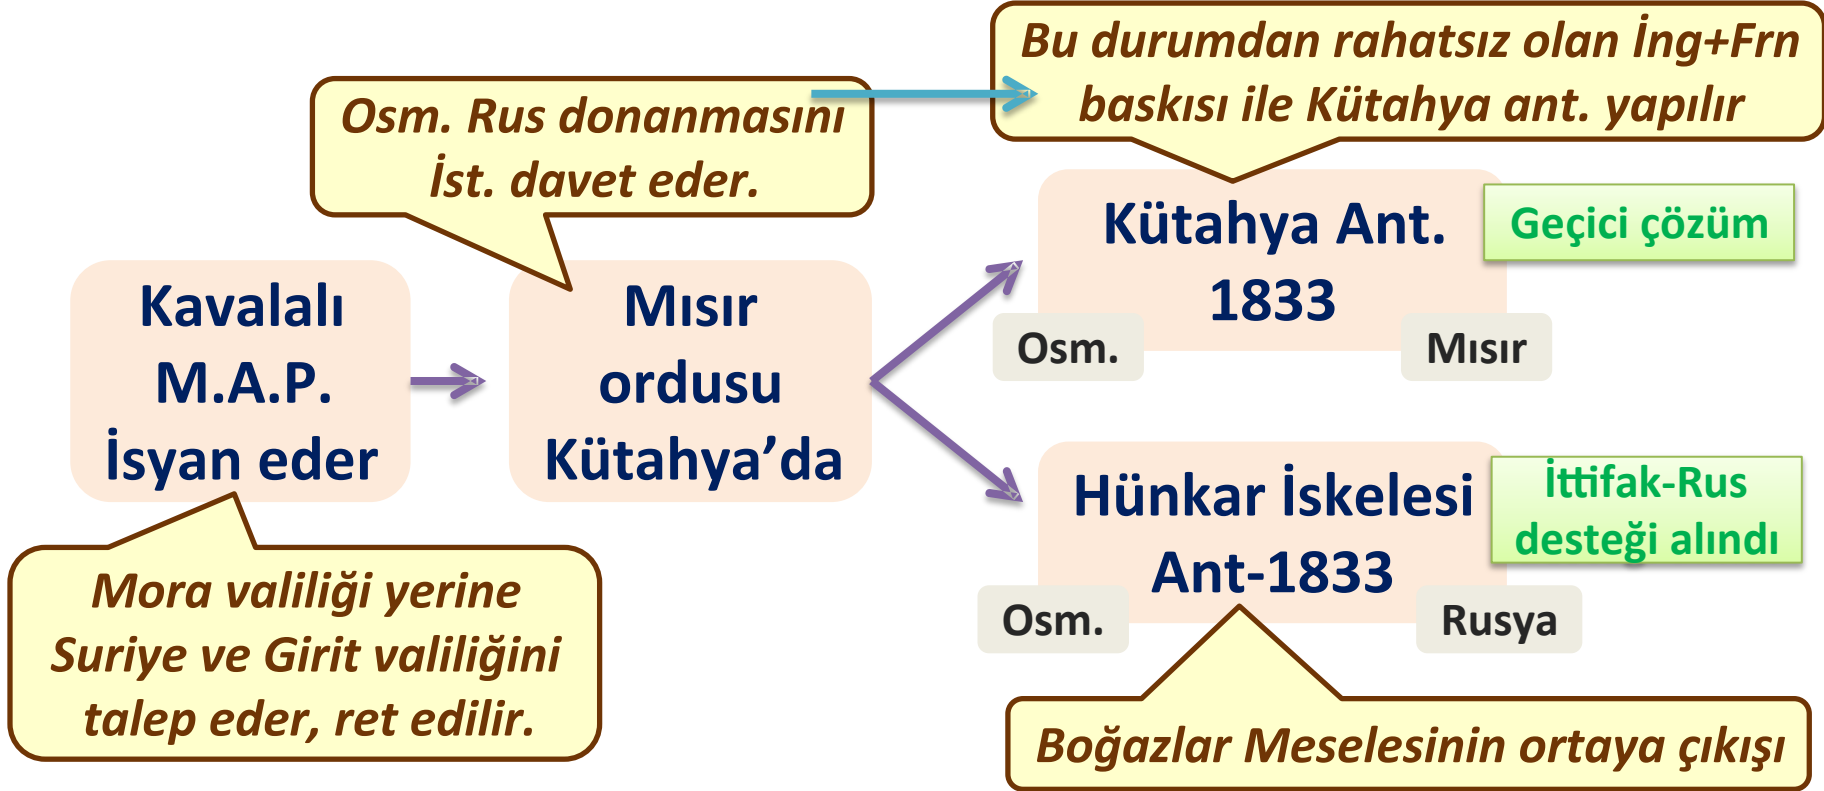 Bu durumdan rahatsız olan İng+Frn
baskısı ile Kütahya ant. yapılır
Osm. Rus donanmasını
İst. davet eder.
Kütahya Ant.
1833
Geçici çözüm
Osm.
Mısır
Kavalalı
M.A.P.
İsyan eder
Mısır
ordusu
Kütahya’da
Hünkar İskelesi
Ant-1833
İttifak-Rus
desteği alındı
Osm.
Rusya
Mora valiliği yerine
Suriye ve Girit valiliğini
talep eder, ret edilir.
Boğazlar Meselesinin ortaya çıkışı